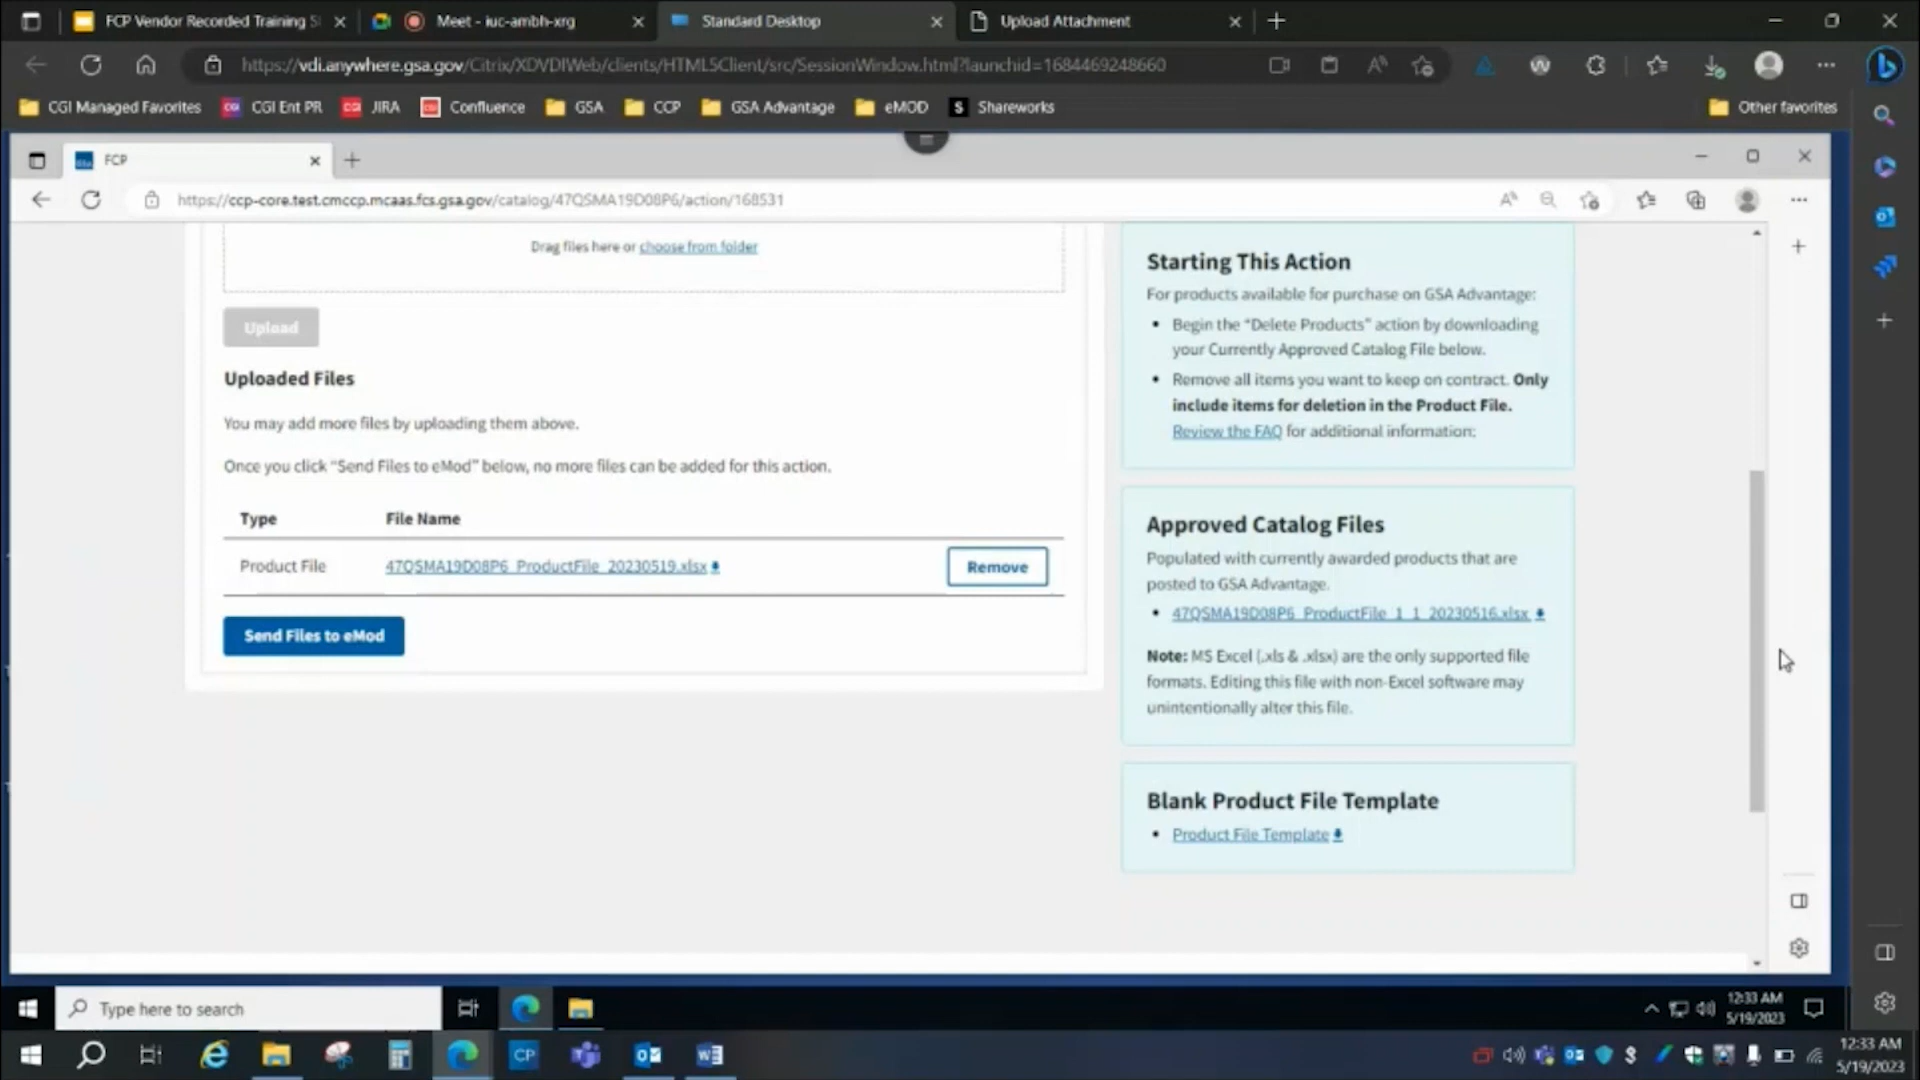 FCP Vendor Recorded Training S
Meet - iuc-ambh-xrg
Standard Desktop
Upload Attachment
https://vdi.anywhere.gsa.gov/Citrix/XDVDIWeb/clients/HTML5Client/src/SessionWindow.html?launchid=1684469248660
CGI Managed Favorites
CGI Ent PR
JIRA
Confluence
GSA
CCP
GSA Advantage
eMOD
S Shareworks
Other favorites
FCP
https://ccp-core.test.cmccp.mcaas.fcs.gsa.gov/catalog/47QSMA19D08P6/action/168531
Drag files here or choose from folder
Upload
Uploaded Files
You may add more files by uploading them above.
Once you click "Send Files to eMod" below, no more files can be added for this action.
Type File Name
Product File 47QSMA19D08P6_ProductFile_20230519.xlsx Remove
Send Files to eMod
Starting This Action
For products available for purchase on GSA Advantage:
• Begin the "Delete Products" action by downloading
your Currently Approved Catalog File below.
• Remove all items you want to keep on contract. Only
include items for deletion in the Product File.
Review the FAQ for additional information:
Approved Catalog Files
Populated with currently awarded products that are
posted to GSA Advantage.
• 47QSMA19D08P6_ProductFile_1_1_20230516.xlsx
Note: MS Excel (.xls & .xlsx) are the only supported file
formats. Editing this file with non-Excel software may
unintentionally alter this file.
Blank Product File Template
• Product File Template
Type here to search
12:33 AM
5/19/2023
CP
12:33 AM
5/19/2023